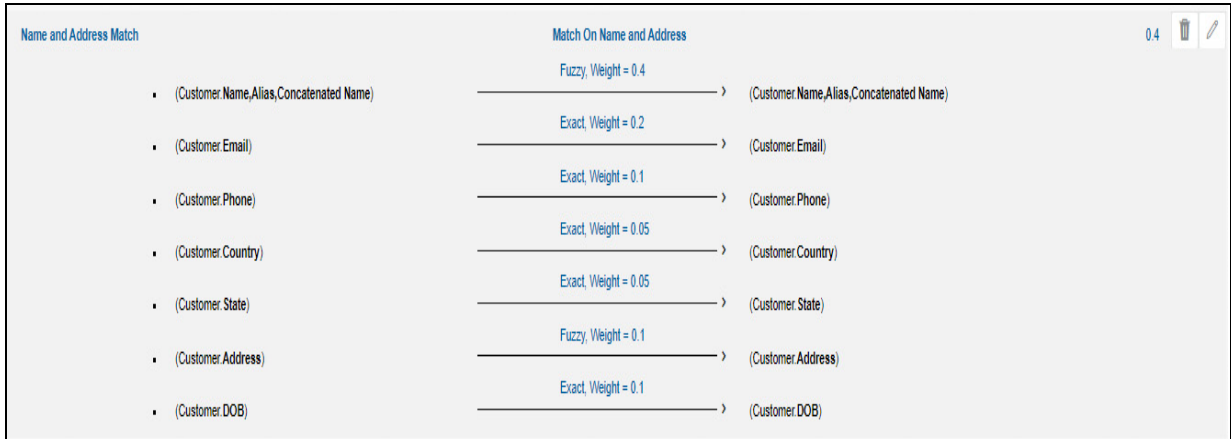 Name and Address Match Match On Name and Address 0.4
Fuzzy, Weight = 0.4
(Customer.Name,Alias,Concatenated Name) (Customer.Name,Alias,Concatenated Name)
Exact, Weight = 0.2
(Customer.Email) (Customer.Email)
Exact, Weight = 0.1
(Customer.Phone) (Customer.Phone)
Exact, Weight = 0.05
(Customer.Country) (Customer.Country)
Exact, Weight = 0.05
(Customer.State) (Customer.State)
Fuzzy, Weight = 0.1
(Customer.Address) (Customer.Address)
Exact, Weight = 0.1
(Customer.DOB) (Customer.DOB)